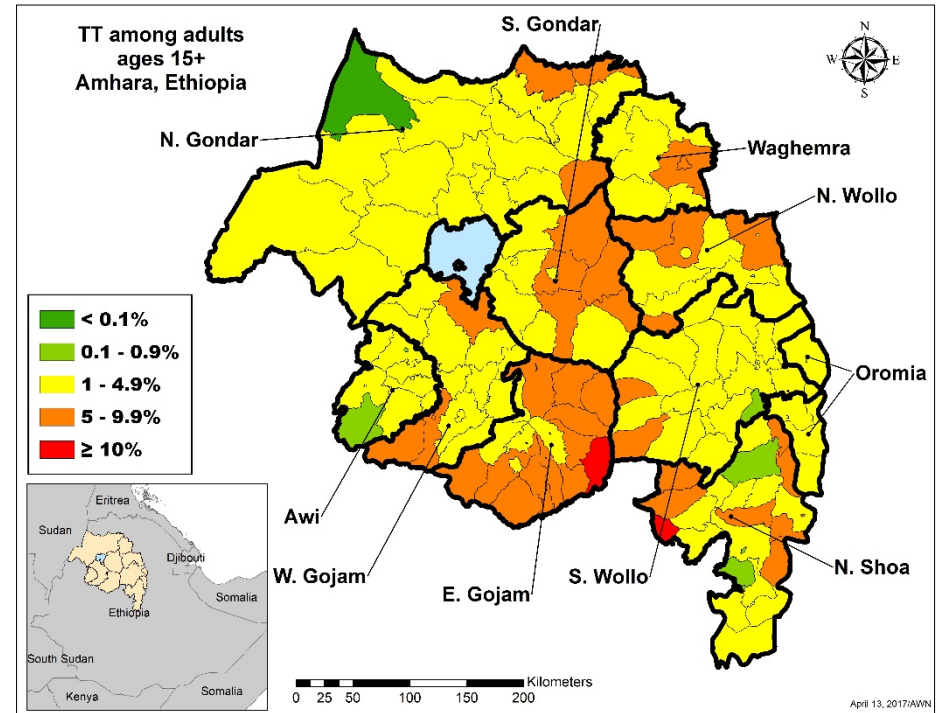 TT among adults
ages 15+
Amhara, Ethiopia
S. Gondar
N
W
E
S
N. Gondar
Waghemra
N. Wollo
< 0.1%
0.1 - 0.9%
1 - 4.9%
5 - 9.9%
≥ 10%
Oromia
Awi
W. Gojam
E. Gojam
S. Wollo
N. Shoa
Eritrea
Sudan
Djibouti
Somalia
Ethiopia
South Sudan
Kenya
Somalia
Kilometers
0 25 50 100 150 200
April 13, 2017/AWN